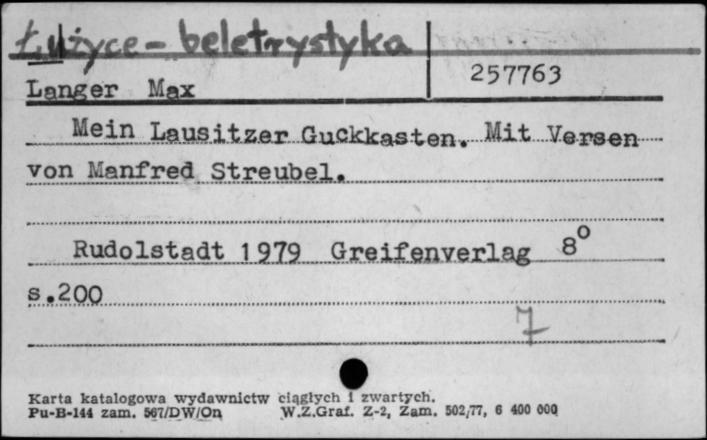 Łużyce - beletrystyka
257763
Langer Max
Mein Lausitzer Guckkasten. Mit Versen
von Manfred Streubel.
Rudolstadt 1979 Greifenverlag 8°
s.200
7
Karta katalogowa wydawnictw ciągłych i zwartych.
Pu-B-144 zam. 567/DW/On W.Z.Graf. Z-2, Zam. 502/77, 6 400 000